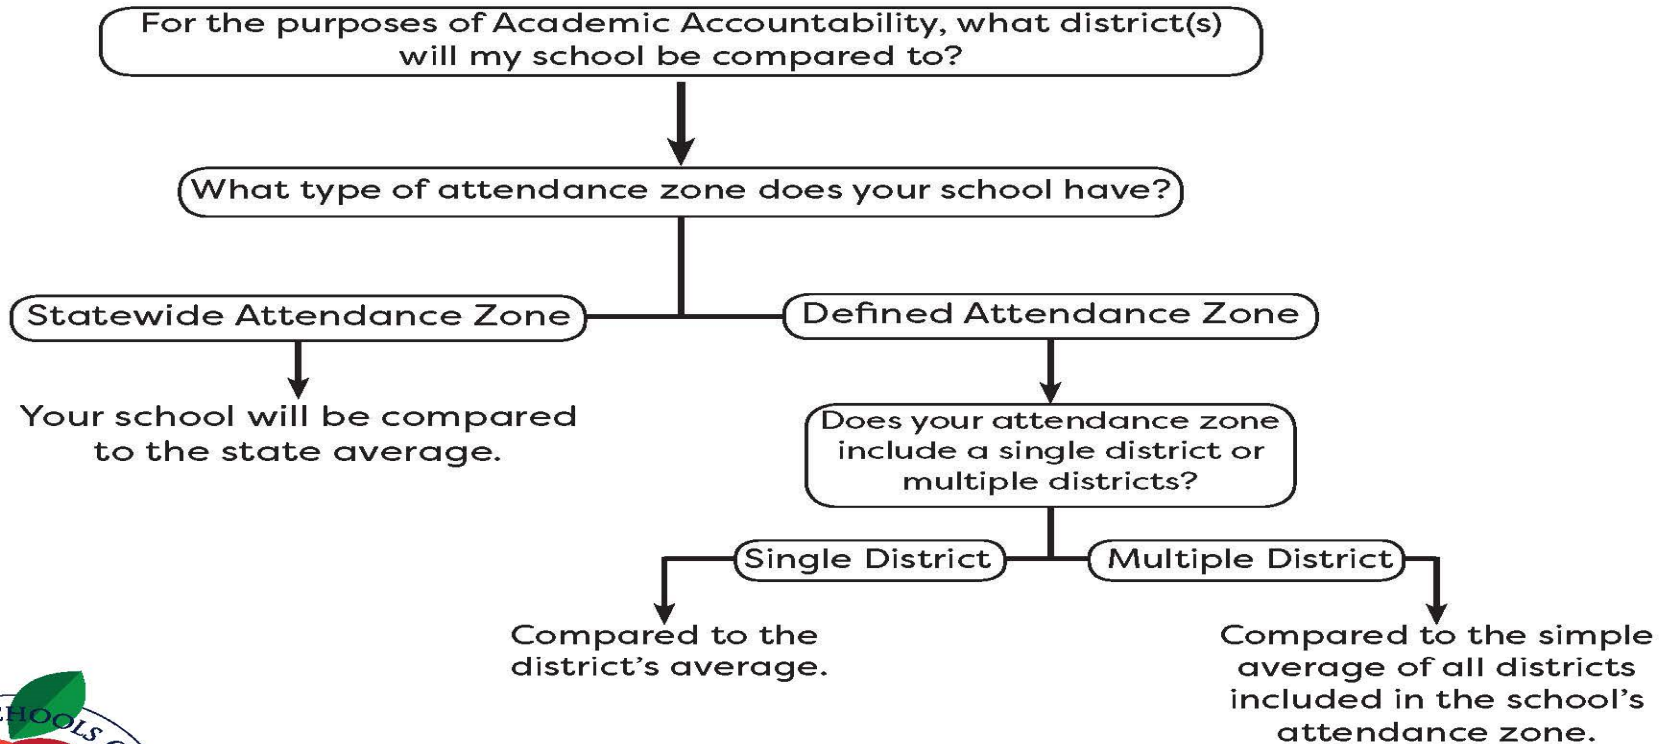 For the purposes of Academic Accountability, what district(s)
will my school be compared to?
What type of attendance zone does your school have?
Statewide Attendance Zone
Defined Attendance Zone
Your school will be compared
to the state average.
Does your attendance zone
include a single district or
multiple districts?
Single District
Multiple District
Compared to the
district's average.
Compared to the simple
average of all districts
included in the school's
attendance zone.